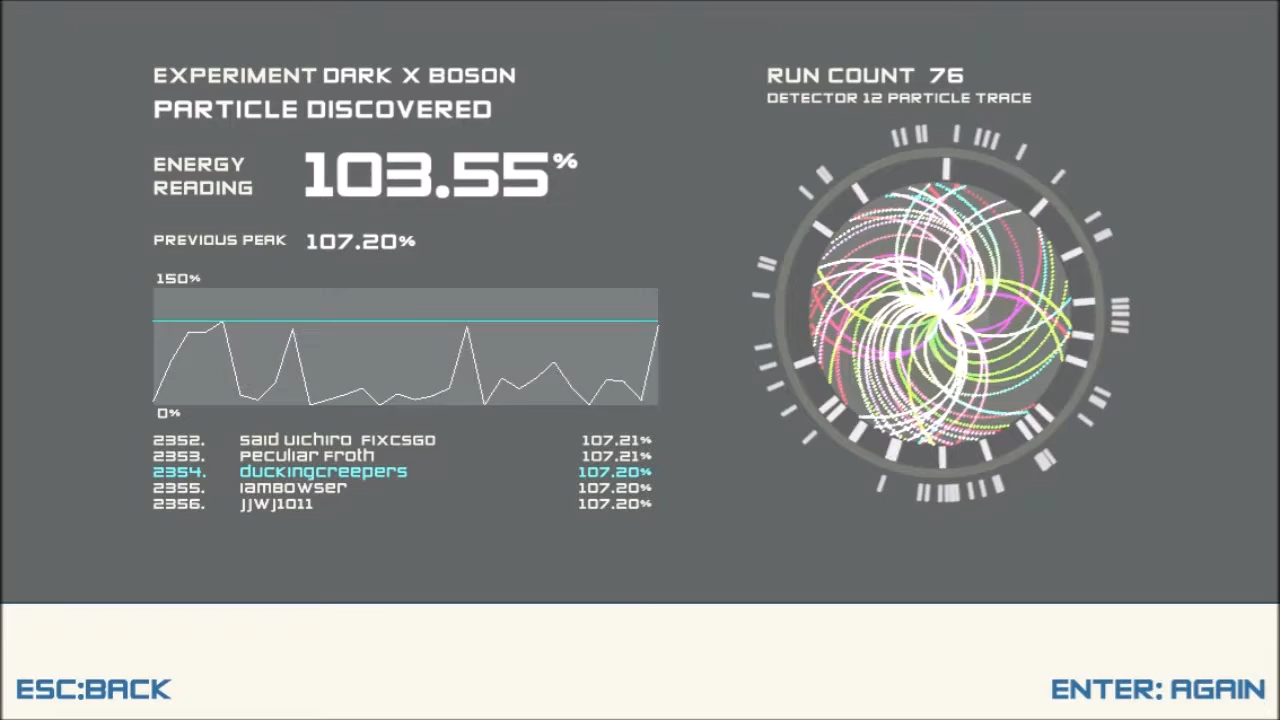 EXPERIMENT DARK X BOSON
PARTICLE DISCOVERED
ENERGY READING 103.55%
PREVIOUS PEAK 107.20%
150%
0%
2352. said uichiro FIXCSGO 107.21%
2353. Peculiar Froth 107.21%
2354. duckingcreepers 107.20%
2355. iambowser 107.20%
2356. jjwj1011 107.20%
RUN COUNT 76
DETECTOR 12 PARTICLE TRACE
ESC:BACK
ENTER: AGAIN